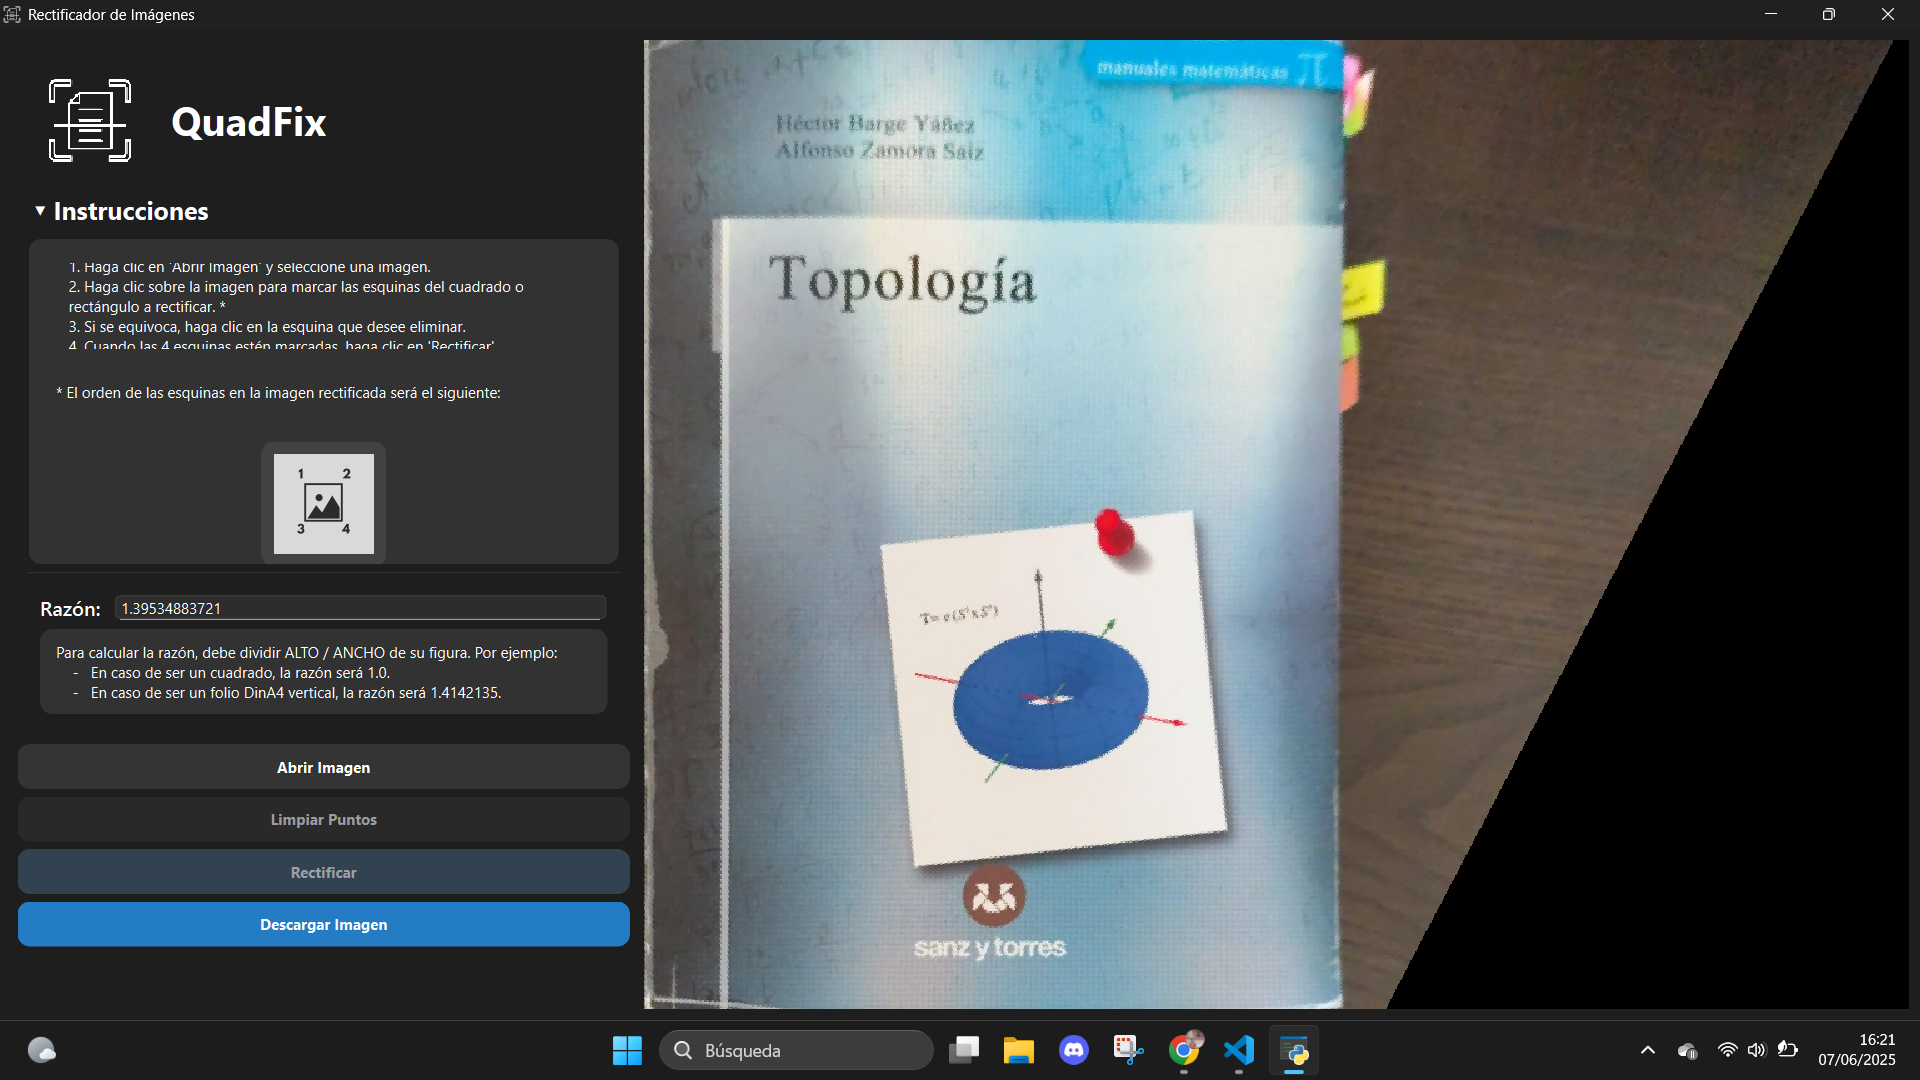 Rectificador de Imágenes
QuadFix
▼ Instrucciones
1. Haga clic en 'Abrir Imagen' y seleccione una imagen.
2. Haga clic sobre la imagen para marcar las esquinas del cuadrado o
rectángulo a rectificar. *
3. Si se equivoca, haga clic en la esquina que desee eliminar.
4. Cuando las 4 esquinas estén marcadas, haga clic en 'Rectificar'
* El orden de las esquinas en la imagen rectificada será el siguiente:
1 2
3 4
Razón: 1.39534883721
Para calcular la razón, debe dividir ALTO / ANCHO de su figura. Por ejemplo:
- En caso de ser un cuadrado, la razón será 1.0.
- En caso de ser un folio DinA4 vertical, la razón será 1.4142135.
Abrir Imagen
Limpiar Puntos
Rectificar
Descargar Imagen
manuales matemáticas π
Héctor Barge Yáñez
Alfonso Zamora Saiz
Topología
sanz y torres
Búsqueda
16:21
07/06/2025